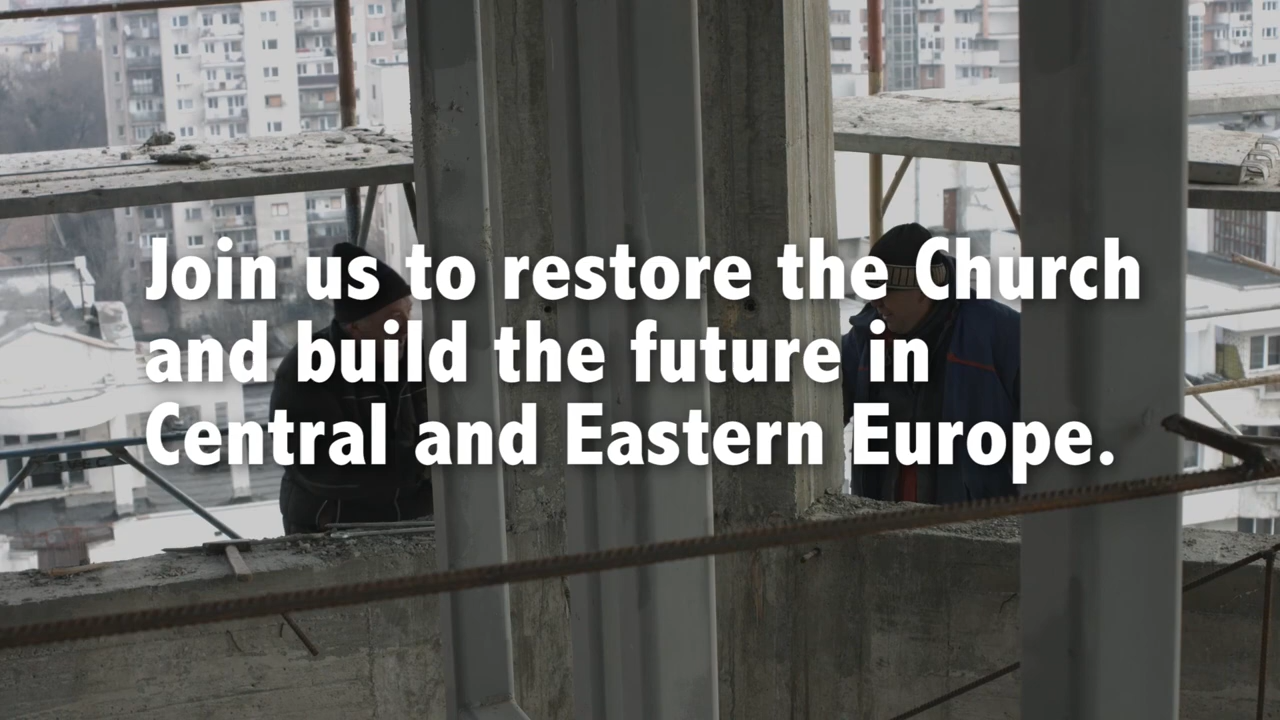 Join us to restore the Church
and build the future in
Central and Eastern Europe.